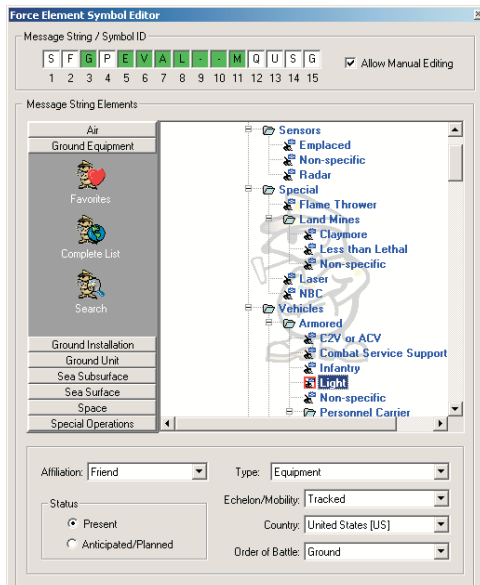 Force Element Symbol Editor
Message String / Symbol ID
S F G P E V A L - - M Q U S G
1 2 3 4 5 6 7 8 9 10 11 12 13 14 15
Allow Manual Editing
Message String Elements
Air
Ground Equipment
Favorites
Complete List
Search
Ground Installation
Ground Unit
Sea Subsurface
Sea Surface
Space
Special Operations
Sensors
Emplaced
Non-specific
Radar
Special
Flame Thrower
Land Mines
Claymore
Less than Lethal
Non-specific
Laser
NBC
Vehicles
Armored
C2V or ACV
Combat Service Support
Infantry
Light
Non-specific
Personnel Carrier
Affiliation: Friend
Status
Present
Anticipated/Planned
Type: Equipment
Echelon/Mobility: Tracked
Country: United States [US]
Order of Battle: Ground